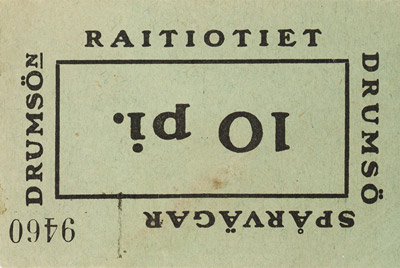 DRUMSÖN
RAITIOTIET
DRUMSÖ
SPÅRVÄGAR
10 pi.
9460